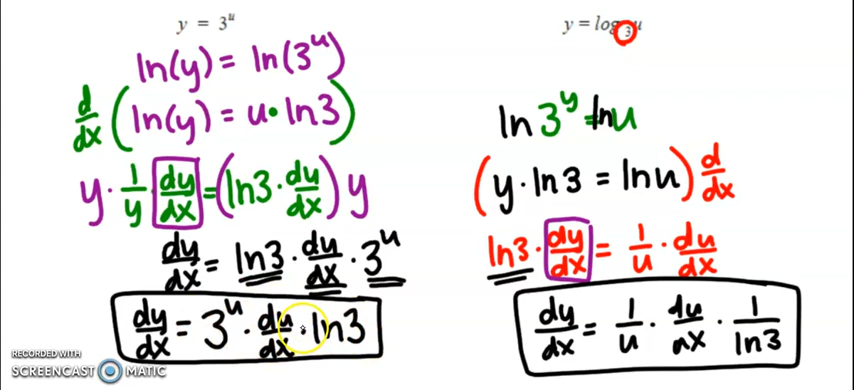 y = 3^u
ln(y) = ln(3^u)
d/dx (ln(y) = u • ln3)
y · 1/y · dy/dx = (ln3 · du/dx) y
dy/dx = ln3 · du/dx · 3^u
dy/dx = 3^u · du/dx · ln3
y = log_3 u
ln 3^y = ln u
(y · ln3 = ln u) d/dx
ln3 · dy/dx = 1/u · du/dx
dy/dx = 1/u · du/dx · 1/ln3
RECORDED WITH
SCREENCAST MATIC